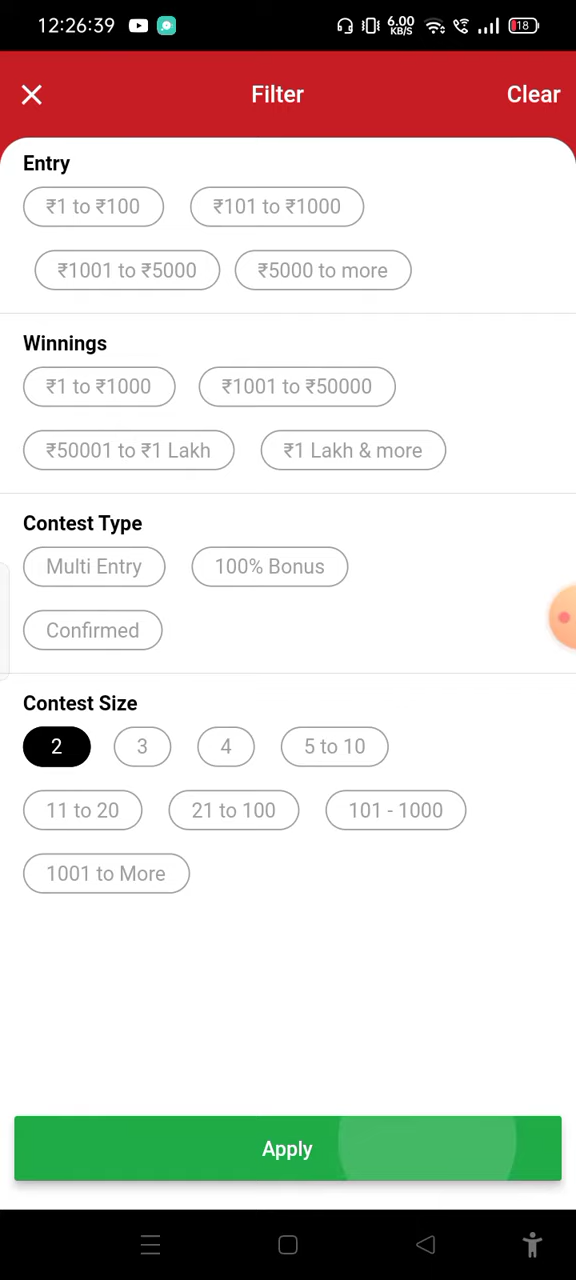 12:26:39 6.00 KB/S 18
Filter Clear
Entry
₹1 to ₹100 ₹101 to ₹1000
₹1001 to ₹5000 ₹5000 to more
Winnings
₹1 to ₹1000 ₹1001 to ₹50000
₹50001 to ₹1 Lakh ₹1 Lakh & more
Contest Type
Multi Entry 100% Bonus
Confirmed
Contest Size
2 3 4 5 to 10
11 to 20 21 to 100 101 - 1000
1001 to More
Apply